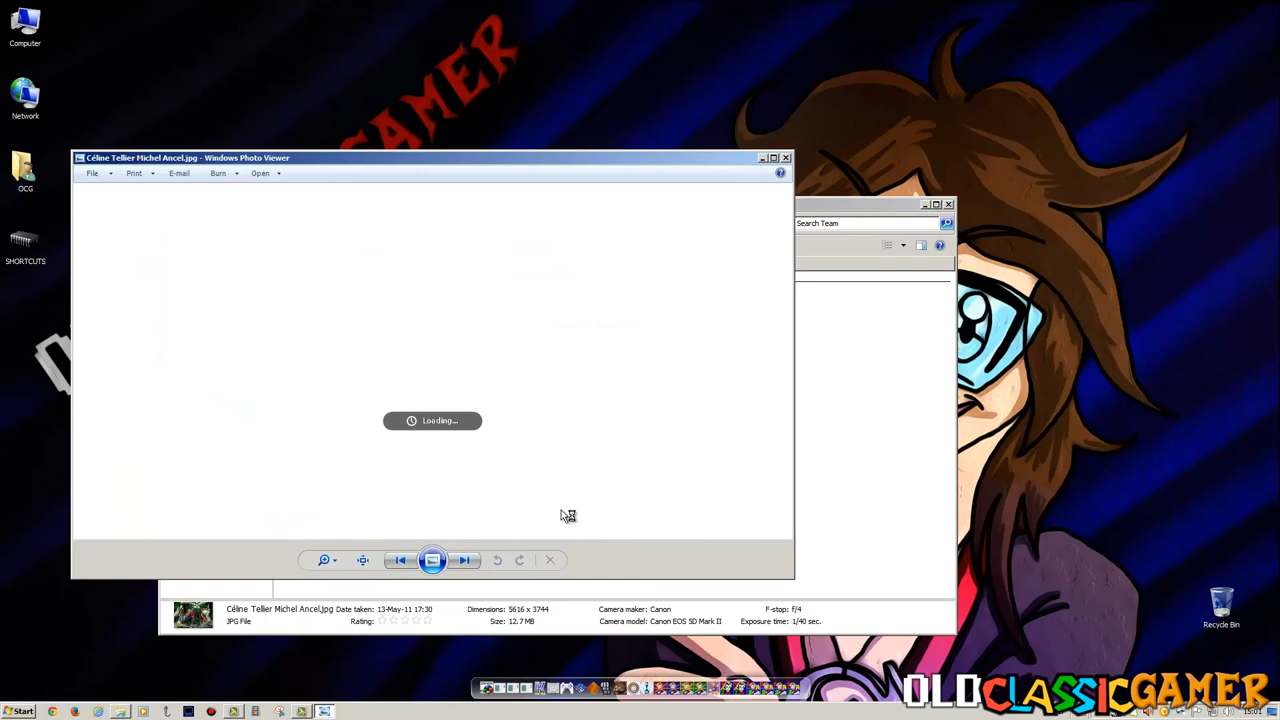 Computer
Network
OCG
SHORTCUTS
GAMER
Céline Tellier Michel Ancel.jpg - Windows Photo Viewer
File Print E-mail Burn Open
Search Team
Loading...
Céline Tellier Michel Ancel.jpg Date taken: 13-May-11 17:30 Dimensions: 5616 x 3744 Camera maker: Canon F-stop: f/4
JPG File Rating: Size: 12.7 MB Camera model: Canon EOS 5D Mark II Exposure time: 1/40 sec.
Recycle Bin
OLDCLASSICGAMER
Start
15:01